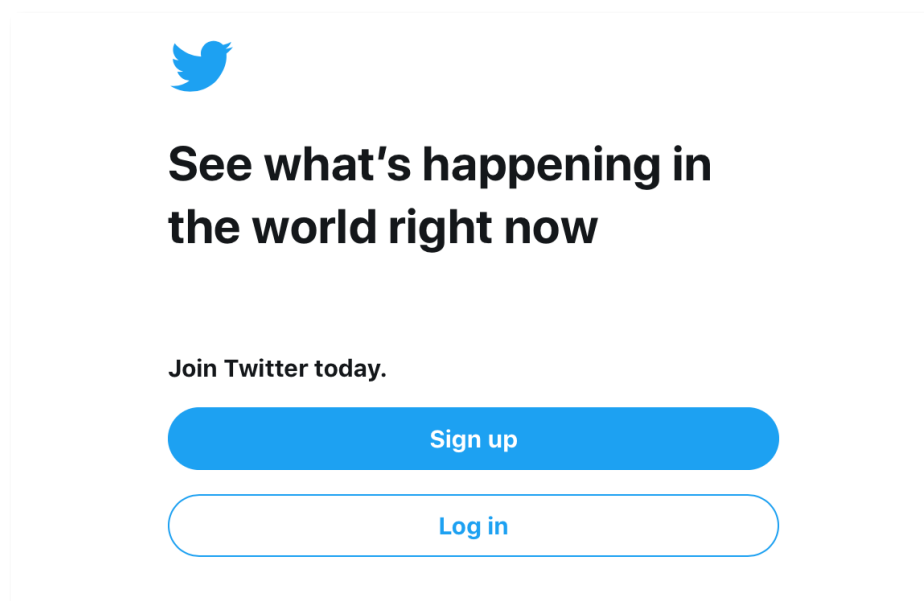 See what’s happening in
the world right now
Join Twitter today.
Sign up
Log in